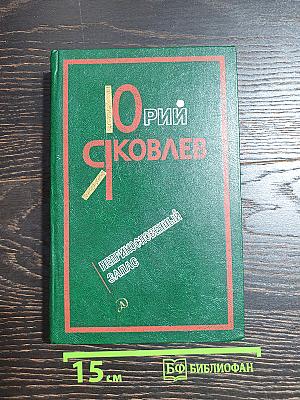 Юрий
Яковлев
НЕПРИКОСНОВЕННЫЙ
ЗАПАС
15 см
БФ БИБЛИОФАН